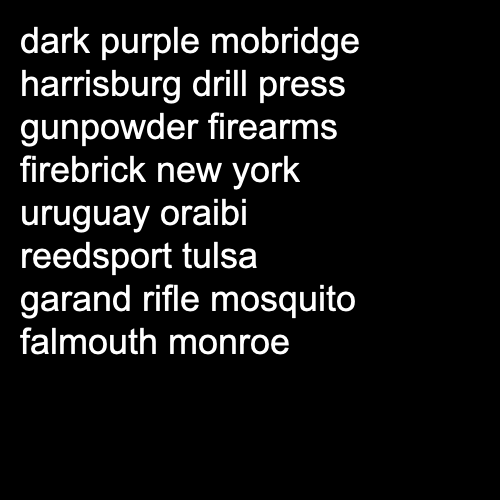 dark purple mobridge
harrisburg drill press
gunpowder firearms
firebrick new york
uruguay oraibi
reedsport tulsa
garand rifle mosquito
falmouth monroe